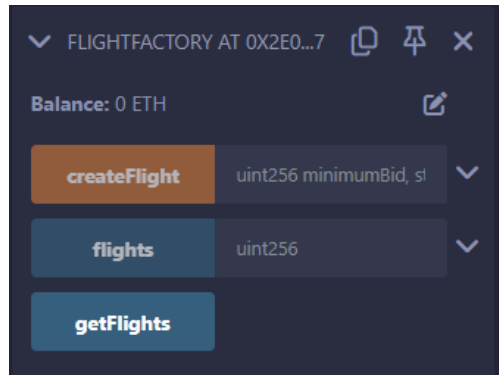 FLIGHTFACTORY AT 0X2E0...7
Balance: 0 ETH
createFlight uint256 minimumBid, st
flights uint256
getFlights